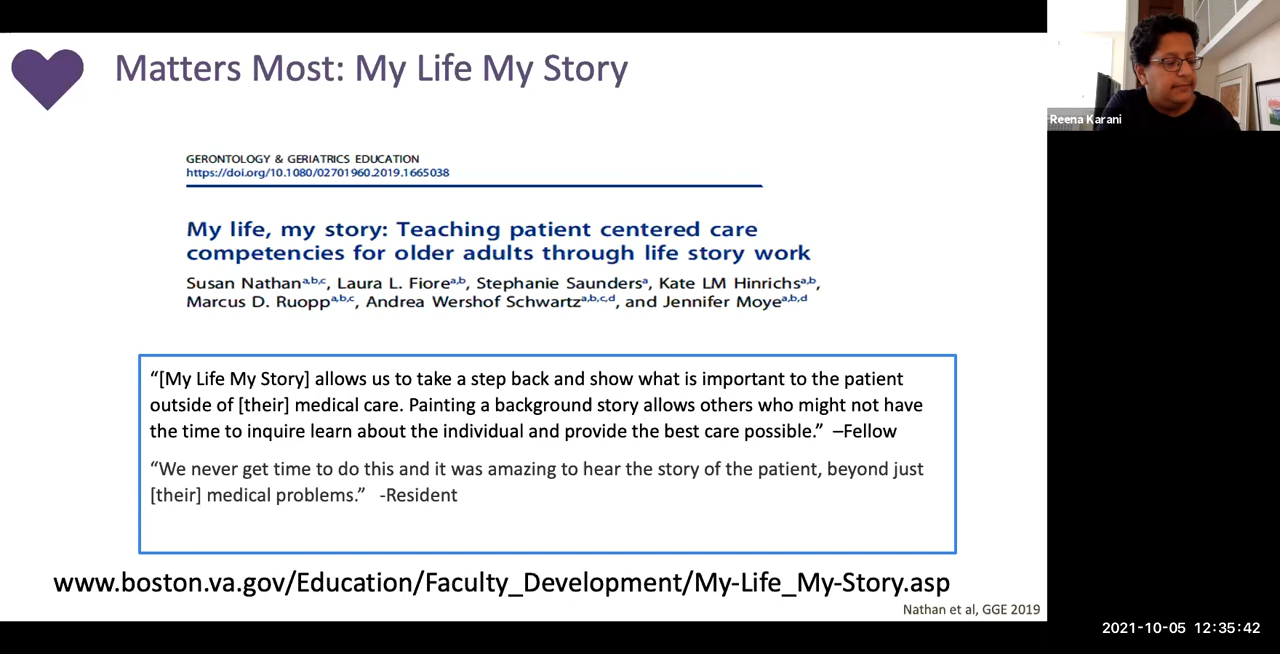 Matters Most: My Life My Story
Reena Karani
GERONTOLOGY & GERIATRICS EDUCATION
https://doi.org/10.1080/02701960.2019.1665038
My life, my story: Teaching patient centered care
competencies for older adults through life story work
Susan Nathana,b,c, Laura L. Fiorea,b, Stephanie Saundersa, Kate LM Hinrichsa,b,
Marcus D. Ruoppa,b,c, Andrea Wershof Schwartza,b,c,d, and Jennifer Moyea,b,d
“[My Life My Story] allows us to take a step back and show what is important to the patient
outside of [their] medical care. Painting a background story allows others who might not have
the time to inquire learn about the individual and provide the best care possible.” –Fellow
“We never get time to do this and it was amazing to hear the story of the patient, beyond just
[their] medical problems.” -Resident
www.boston.va.gov/Education/Faculty_Development/My-Life_My-Story.asp
Nathan et al, GGE 2019
2021-10-05 12:35:42